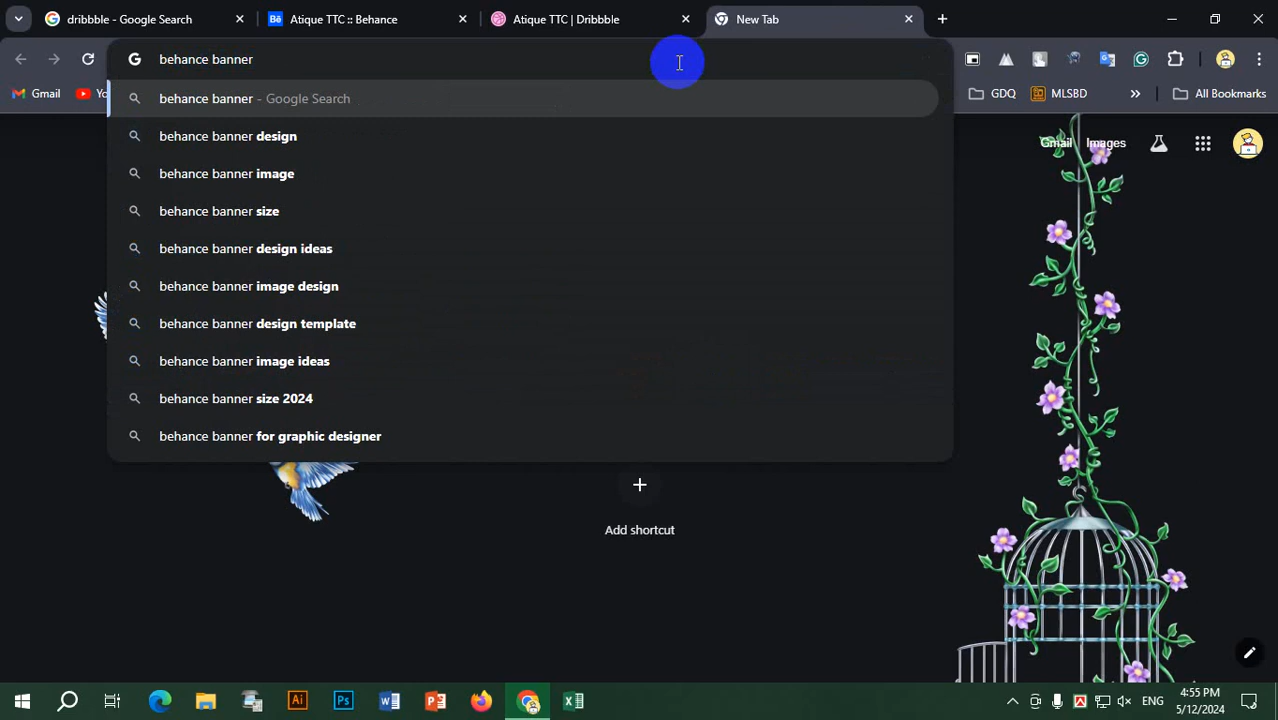 dribbble - Google Search
Atique TTC :: Behance
Atique TTC | Dribbble
New Tab
behance banner
Gmail
GDQ
MLSBD
All Bookmarks
behance banner - Google Search
behance banner design
Gmail
Images
behance banner image
behance banner size
behance banner design ideas
behance banner image design
behance banner design template
behance banner image ideas
behance banner size 2024
behance banner for graphic designer
Add shortcut
ENG
4:55 PM
5/12/2024